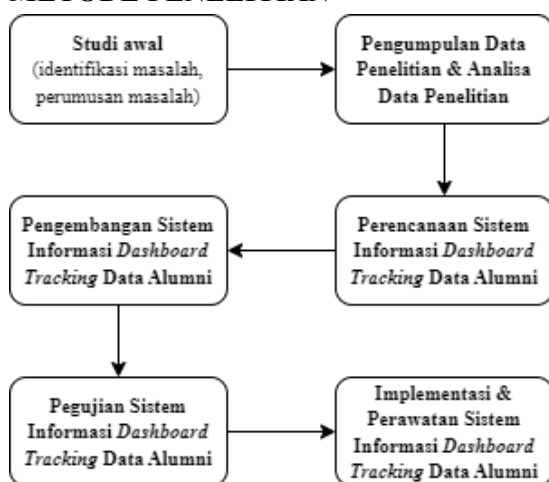 METODE PENELITIAN
Studi awal
(identifikasi masalah,
perumusan masalah)
Pengumpulan Data
Penelitian & Analisa
Data Penelitian
Perencanaan Sistem
Informasi Dashboard
Tracking Data Alumni
Pengembangan Sistem
Informasi Dashboard
Tracking Data Alumni
Pegujian Sistem
Informasi Dashboard
Tracking Data Alumni
Implementasi &
Perawatan Sistem
Informasi Dashboard
Tracking Data Alumni